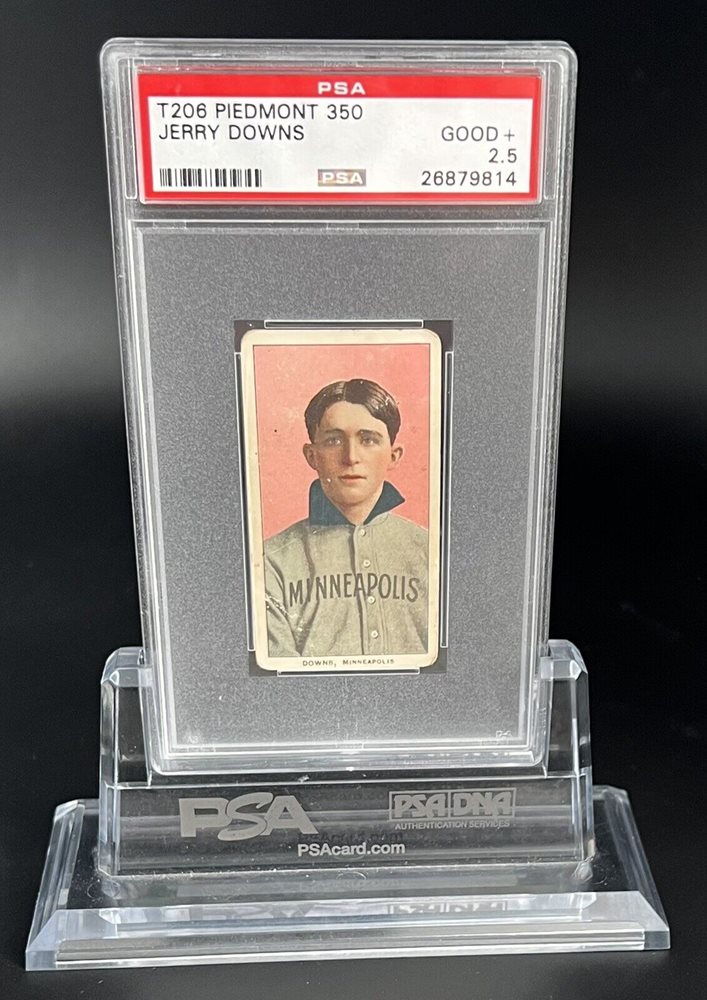 PSA
T206 PIEDMONT 350
JERRY DOWNS
GOOD +
2.5
PSA
26879814
MINNEAPOLIS
DOWNS, MINNEAPOLIS
PSA
PSA DNA
AUTHENTICATION SERVICES
PSAcard.com